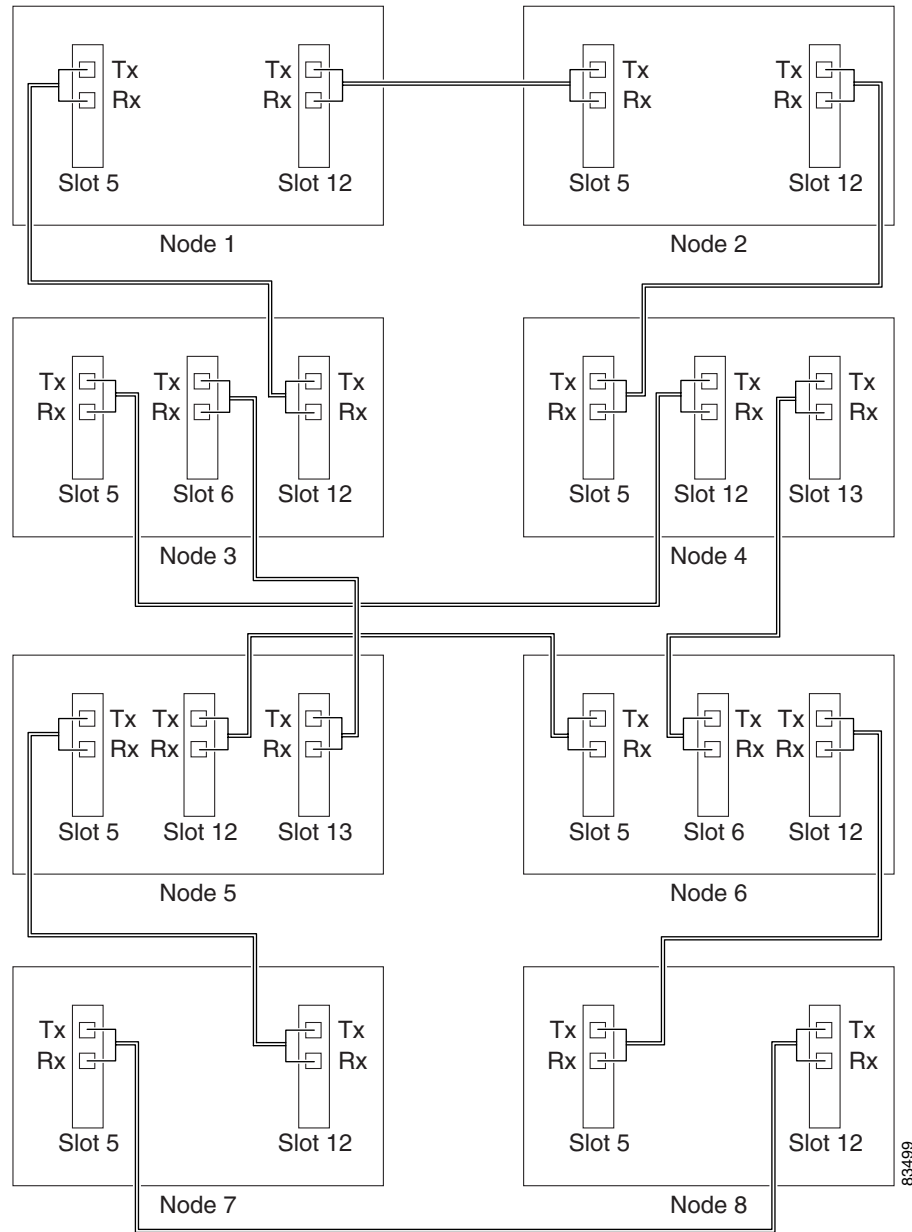 Tx Tx Tx Tx
Rx Rx Rx Rx
Slot 5 Slot 12 Slot 5 Slot 12
Node 1 Node 2
Tx Tx Tx Tx Tx Tx
Rx Rx Rx Rx Rx Rx
Slot 5 Slot 6 Slot 12 Slot 5 Slot 12 Slot 13
Node 3 Node 4
Tx Tx Tx Tx Tx Tx
Rx Rx Rx Rx Rx Rx
Slot 5 Slot 12 Slot 13 Slot 5 Slot 6 Slot 12
Node 5 Node 6
Tx Tx Tx Tx
Rx Rx Rx Rx
Slot 5 Slot 12 Slot 5 Slot 12
Node 7 Node 8
83499